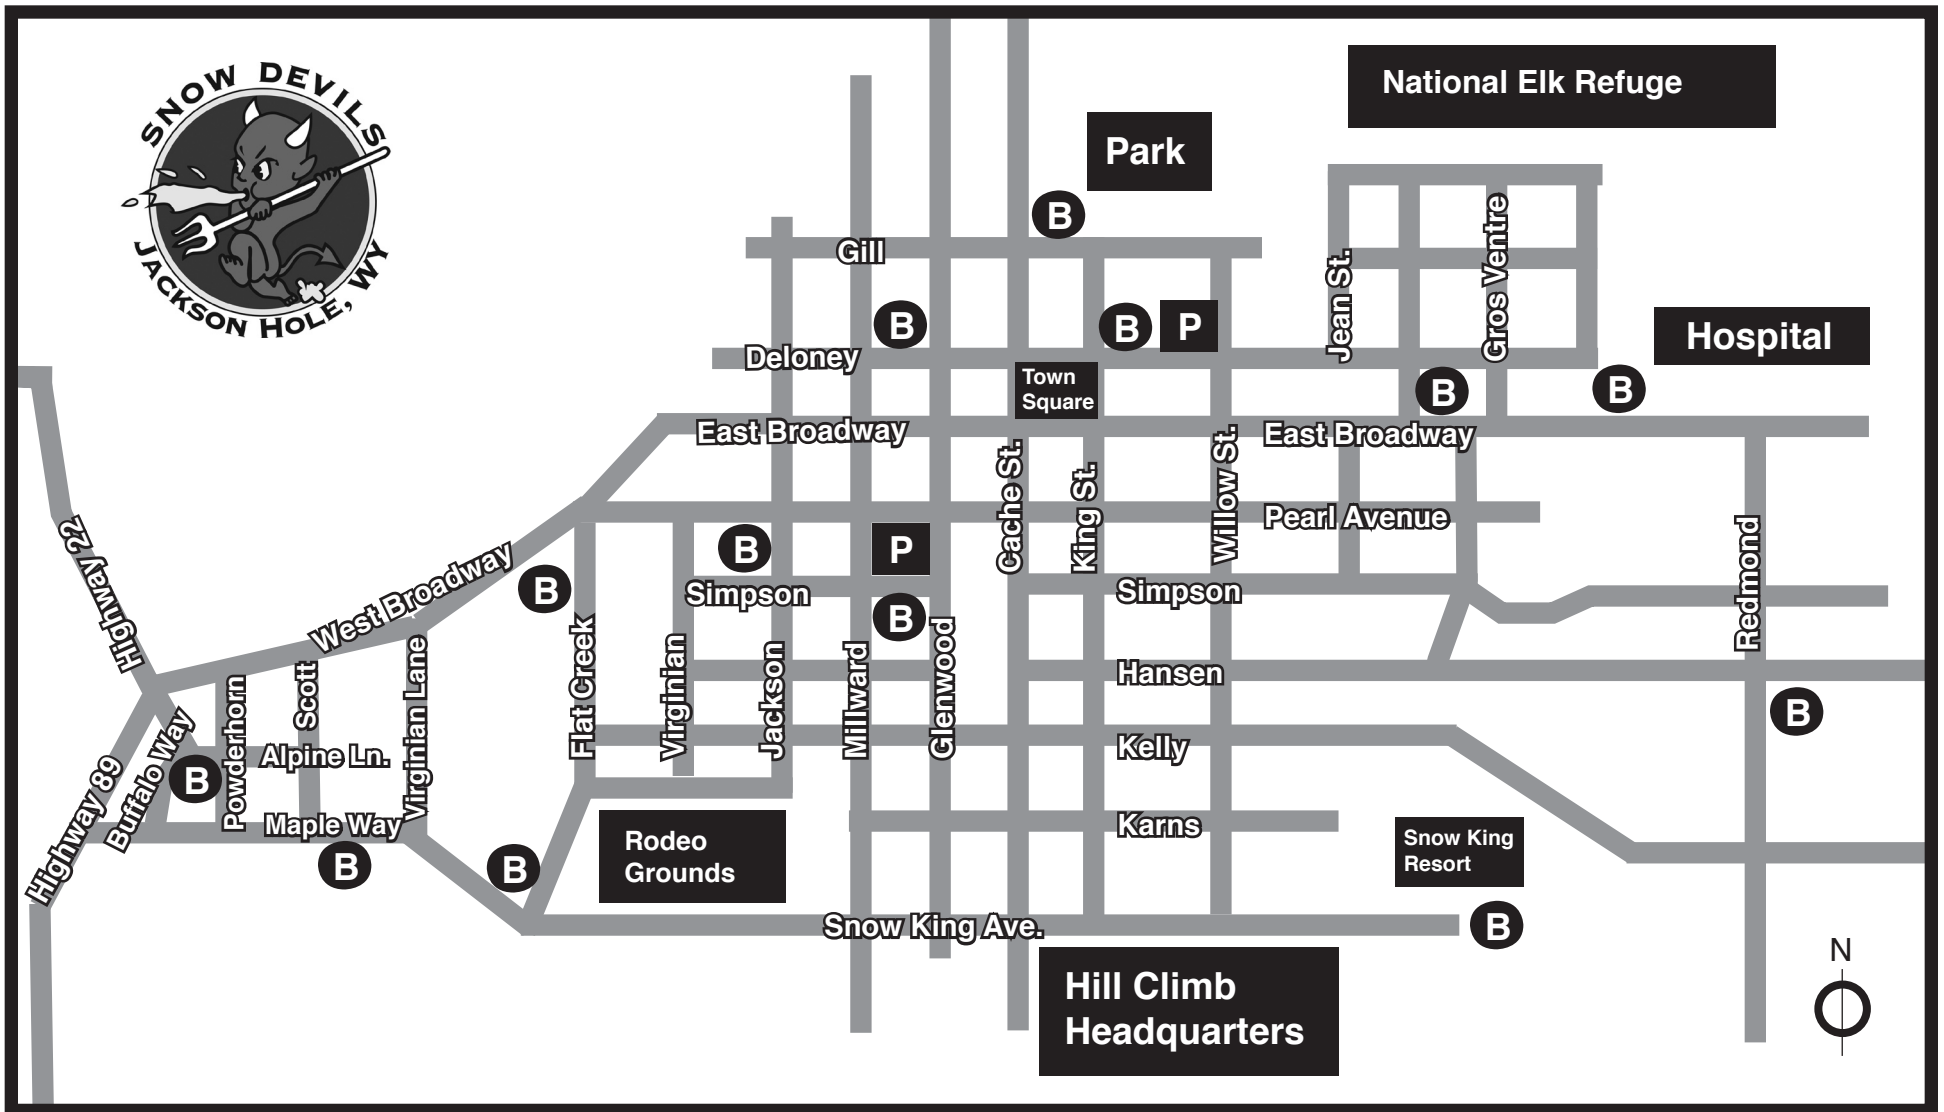 SNOW DEVILS
JACKSON HOLE, WY
National Elk Refuge
Park
B
Gill
Jean St.
Gros Ventre
B
B
P
Hospital
Deloney
Town
Square
B
B
East Broadway
East Broadway
Cache St.
King St.
Willow St.
Pearl Avenue
Highway 22
West Broadway
B
P
B
Simpson
B
Simpson
Redmond
Flat Creek
Virginian
Jackson
Millward
Glenwood
Hansen
B
Powderhorn
Scott
Virginian Lane
Buffalo Way
Alpine Ln.
Kelly
B
Highway 89
Maple Way
Karns
B
B
Rodeo
Grounds
Snow King
Resort
Snow King Ave.
B
Hill Climb
Headquarters
N